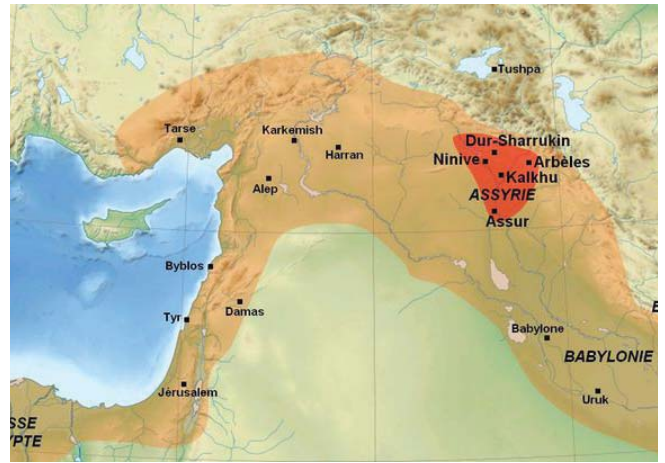 Tushpa
Tarse
Karkemish
Harran
Dur-Sharrukin
Ninive
Arbèles
Kalkhu
Alep
ASSYRIE
Assur
Byblos
Damas
Tyr
Babylone
BABYLONIE
Jérusalem
Uruk
SSE
YPTE